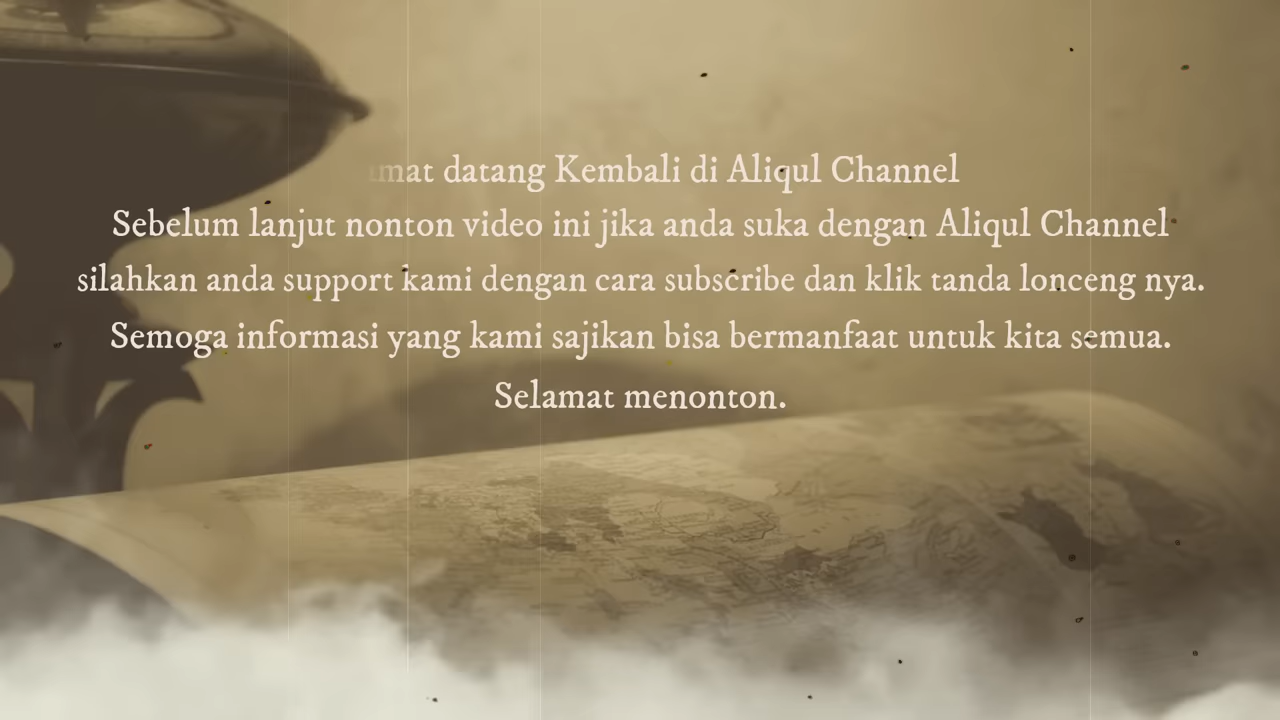 datang Kembali di Aliqul Channel
Sebelum lanjut nonton video ini jika anda suka dengan Aliqul Channel
silahkan anda support kami dengan cara subscribe dan klik tanda lonceng nya.
Semoga informasi yang kami sajikan bisa bermanfaat untuk kita semua.
Selamat menonton.